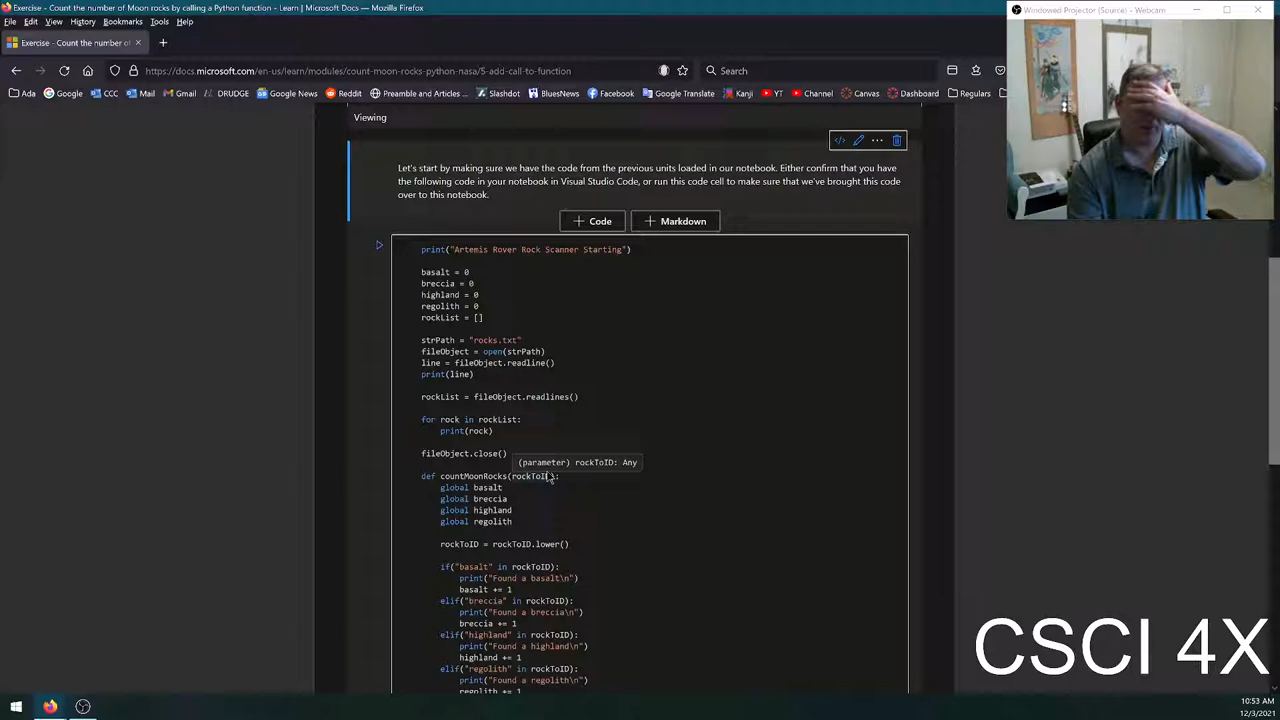 Exercise - Count the number of Moon rocks by calling a Python function - Learn | Microsoft Docs — Mozilla Firefox
File Edit View History Bookmarks Tools Help
Windowed Projector (Source) - Webcam
Exercise - Count the number of
https://docs.microsoft.com/en-us/learn/modules/count-moon-rocks-python-nasa/5-add-call-to-function
Search
Ada Google CCC Mail Gmail DRUDGE Google News Reddit Preamble and Articles ... Slashdot BluesNews Facebook Google Translate Kanji YT Channel Canvas Dashboard Regulars
Viewing
Let's start by making sure we have the code from the previous units loaded in our notebook. Either confirm that you have
the following code in your notebook in Visual Studio Code, or run this code cell to make sure that we've brought this code
over to this notebook.
+ Code + Markdown
print("Artemis Rover Rock Scanner Starting")
basalt = 0
breccia = 0
highland = 0
regolith = 0
rockList = []
strPath = "rocks.txt"
fileObject = open(strPath)
line = fileObject.readline()
print(line)
rockList = fileObject.readlines()
for rock in rockList:
print(rock)
fileObject.close()
(parameter) rockToID: Any
def countMoonRocks(rockToID):
global basalt
global breccia
global highland
global regolith
rockToID = rockToID.lower()
if("basalt" in rockToID):
print("Found a basalt\n")
basalt += 1
elif("breccia" in rockToID):
print("Found a breccia\n")
breccia += 1
elif("highland" in rockToID):
print("Found a highland\n")
highland += 1
elif("regolith" in rockToID):
print("Found a regolith\n")
regolith += 1
CSCI 4X
10:53 AM
12/3/2021